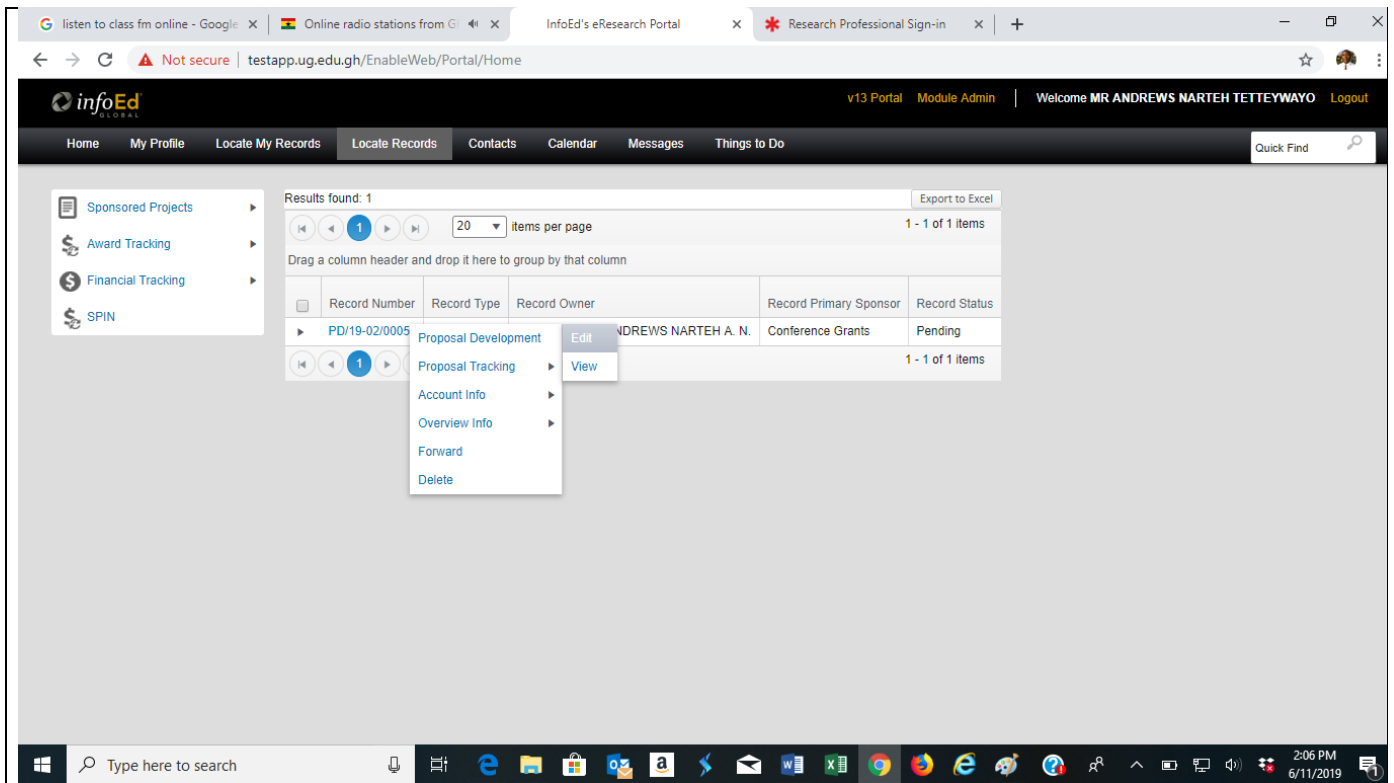 listen to class fm online - Google
Online radio stations from G
InfoEd's eResearch Portal
Research Professional Sign-in
Not secure | testapp.ug.edu.gh/EnableWeb/Portal/Home
infoEd
GLOBAL
v13 Portal Module Admin Welcome MR ANDREWS NARTEH TETTEYWAYO Logout
Home My Profile Locate My Records Locate Records Contacts Calendar Messages Things to Do Quick Find
Sponsored Projects
Award Tracking
Financial Tracking
SPIN
Results found: 1 Export to Excel
1 20 items per page 1 - 1 of 1 items
Drag a column header and drop it here to group by that column
Record Number Record Type Record Owner Record Primary Sponsor Record Status
PD/19-02/0005 NDREWS NARTEH A. N. Conference Grants Pending
1 1 - 1 of 1 items
Proposal Development
Proposal Tracking
Account Info
Overview Info
Forward
Delete
Edit
View
Type here to search
2:06 PM
6/11/2019